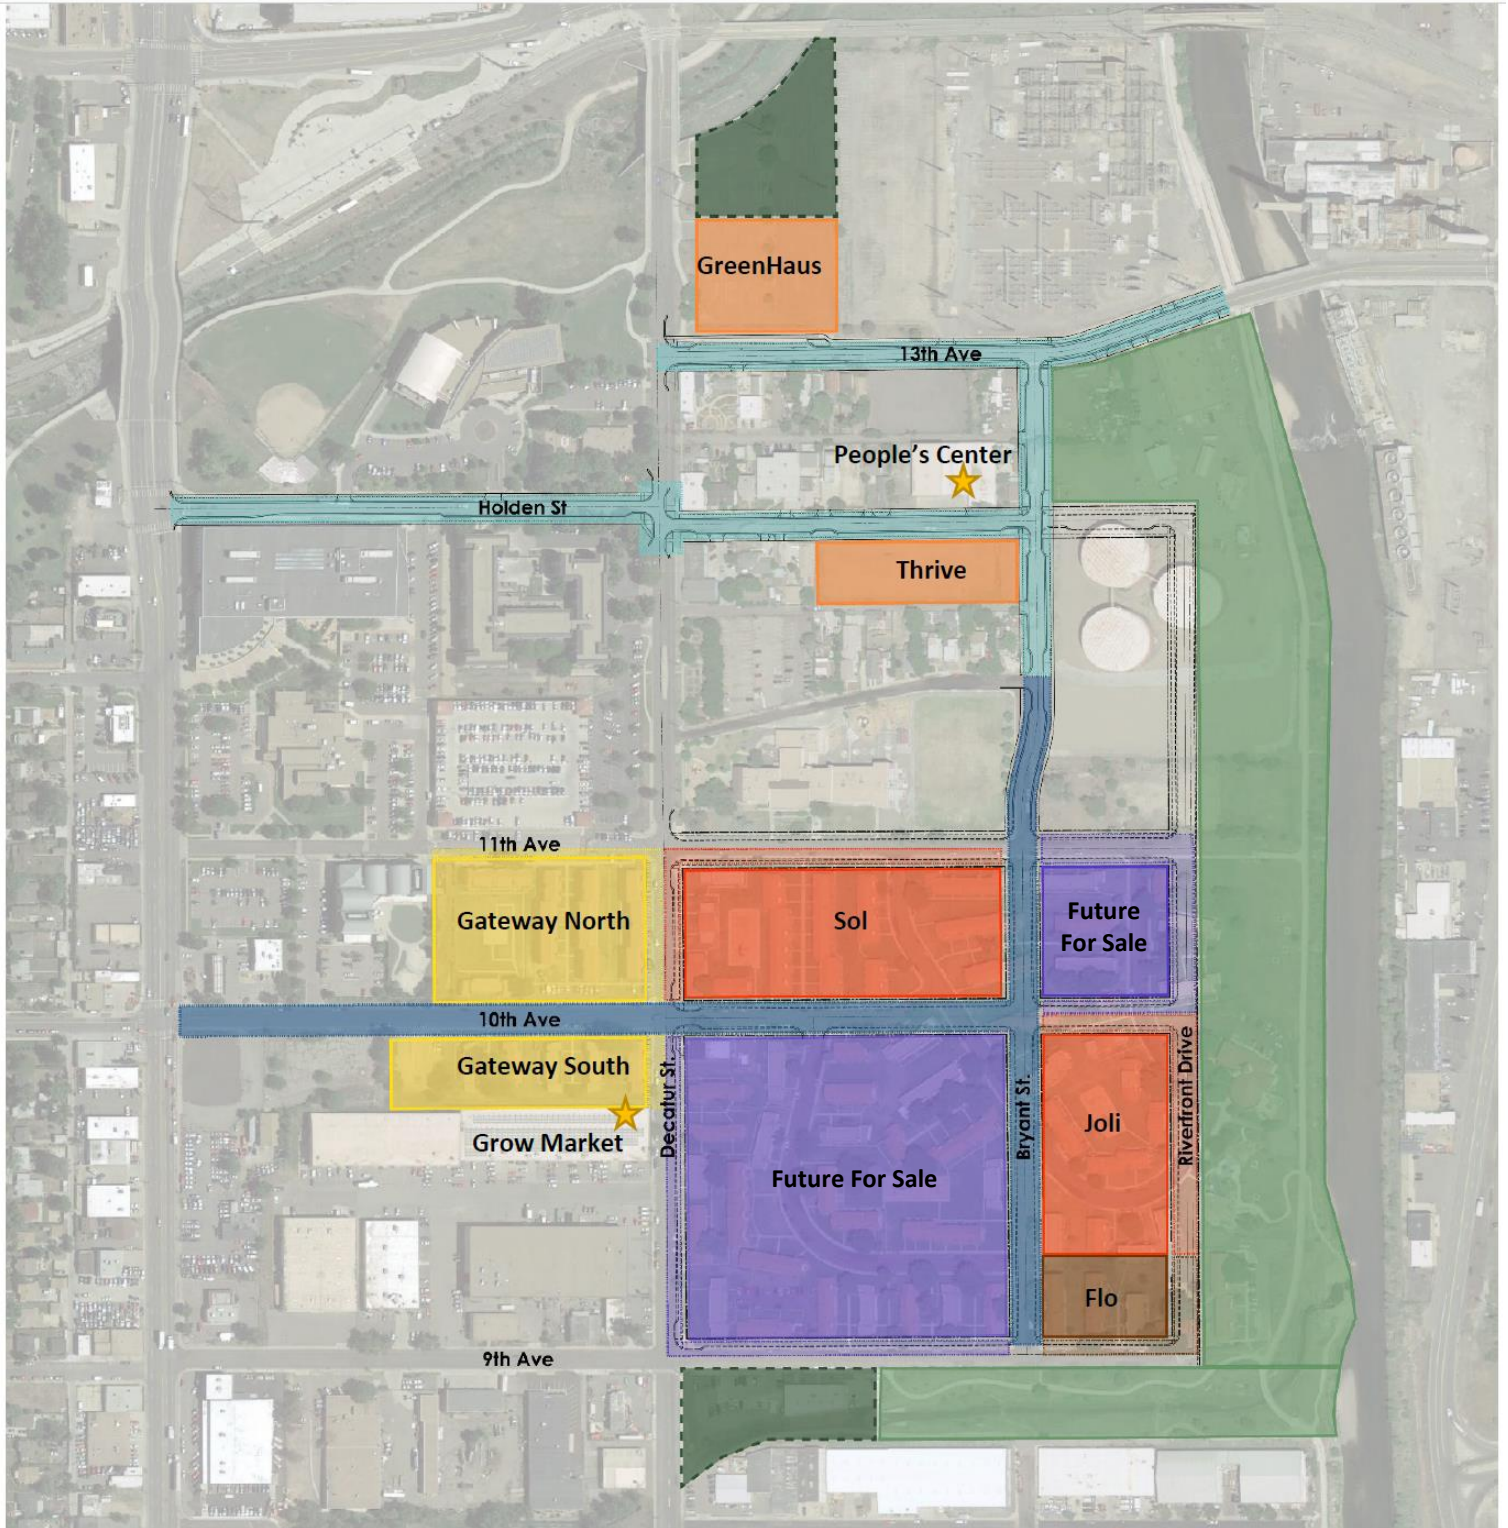 GreenHaus
13th Ave
People's Center
Holden St
Thrive
11th Ave
Gateway North
Sol
Future
For Sale
10th Ave
Gateway South
Grow Market
Decatur St.
Future For Sale
Bryant St.
Joli
Riverfront Drive
Flo
9th Ave